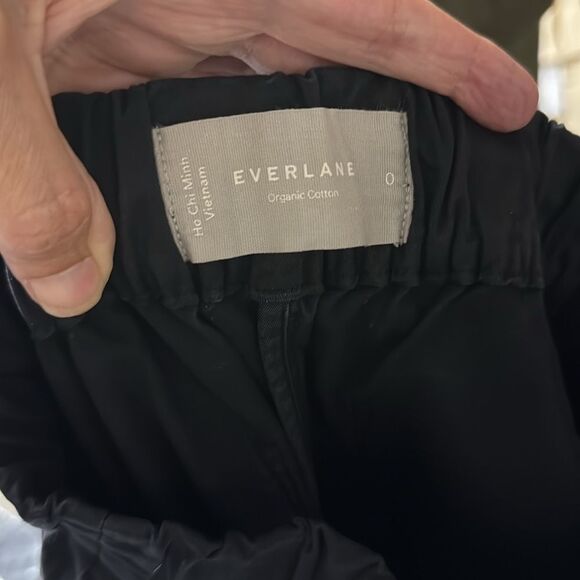 Ho Chi Minh
Vietnam
EVERLANE
Organic Cotton
0